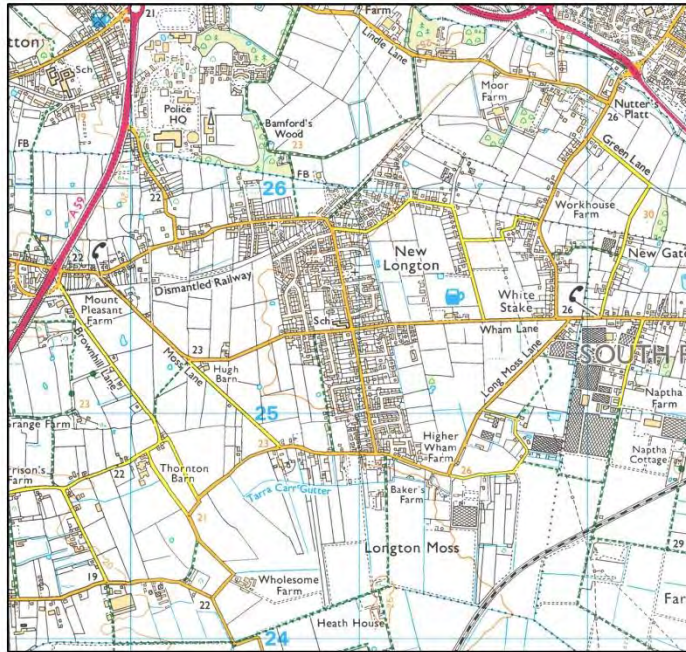 21
Farm
tton)
Sch
Lindle Lane
Police
HQ
Moor
Farm
Nutter's
Platt
26
Bamford's
Wood
23
FB
FB
Green Lane
26
22
A 59
Workhouse
Farm
30
New
Longton
New Gate
22
Dismantled Railway
Mount
Pleasant
Farm
White
Stake
26
Sch
Wham Lane
SOUTH
23
Brownhill Lane
Moss Lane
Hugh Barn
Long Moss Lane
23
25
Naptha
Farm
Grange Farm
23
Higher
Wham
Farm
26
Naptha
Cottage
rrison's
Farm
22
Thornton
Barn
Tarra Carr Gutter
Baker's
Farm
21
Longton Moss
29
20
19
Wholesome
Farm
22
Heath House
Far
24